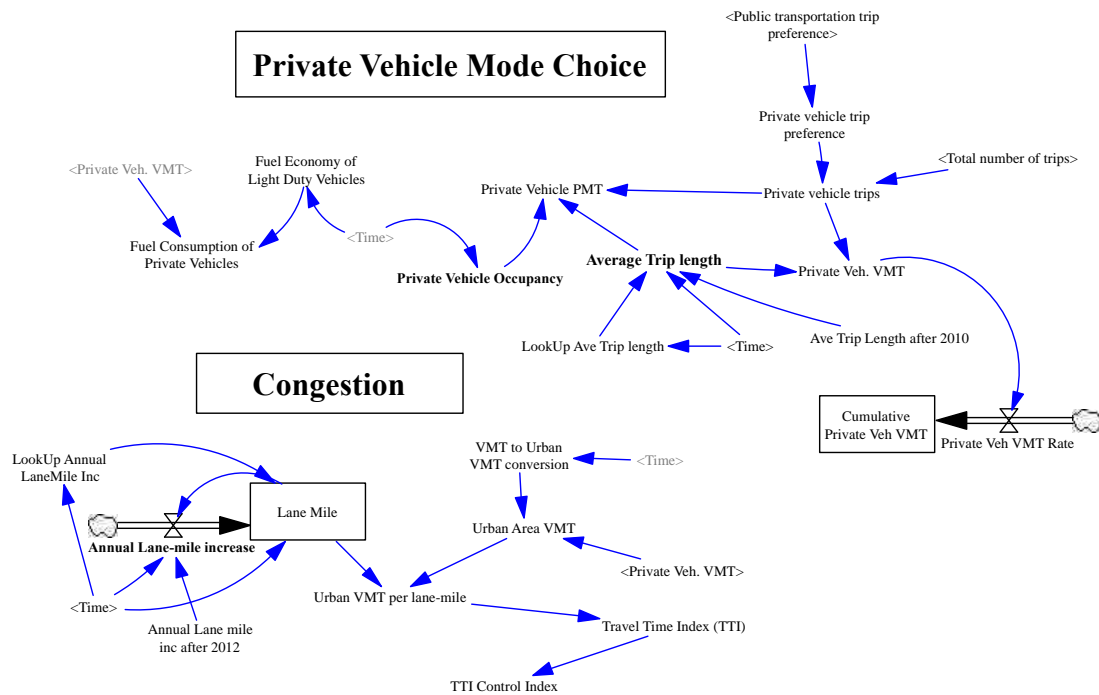 <Public transportation trip
preference>
Private Vehicle Mode Choice
Private vehicle trip
preference
<Private Veh. VMT>
Fuel Economy of
Light Duty Vehicles
<Total number of trips>
Private Vehicle PMT
Private vehicle trips
Fuel Consumption of
Private Vehicles
<Time>
Private Vehicle Occupancy
Average Trip length
Private Veh. VMT
LookUp Ave Trip length
<Time>
Ave Trip Length after 2010
Congestion
Cumulative
Private Veh VMT
Private Veh VMT Rate
LookUp Annual
LaneMile Inc
VMT to Urban
VMT conversion
<Time>
Lane Mile
Annual Lane-mile increase
Urban Area VMT
<Private Veh. VMT>
<Time>
Urban VMT per lane-mile
Annual Lane mile
inc after 2012
Travel Time Index (TTI)
TTI Control Index